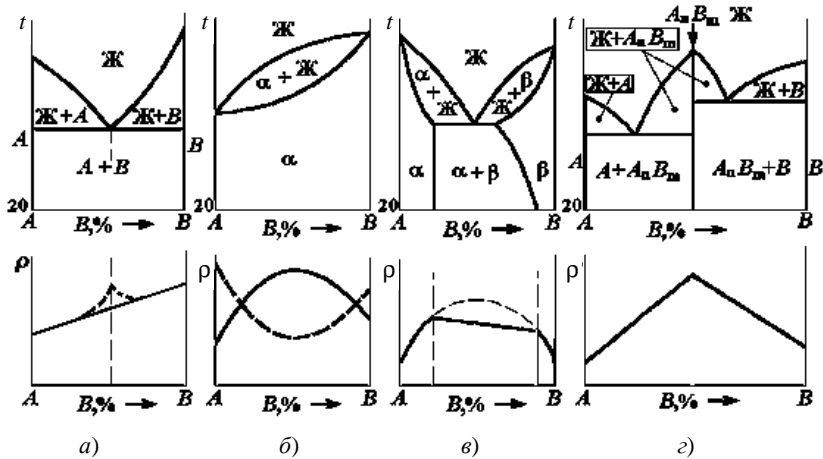 t t t t AₙBₘ Ж
Ж Ж Ж Ж+AₙBₘ
α+Ж α+Ж Ж+β Ж+A Ж+B
Ж+A Ж+B
A B A B
A+B α α α+β β A+AₙBₘ AₙBₘ+B
20 20 20 20
A B,% B A B,% B A B,% B A B,% B
ρ ρ ρ ρ
A B,% B A B,% B A B,% B A B,% B
а) б) в) г)